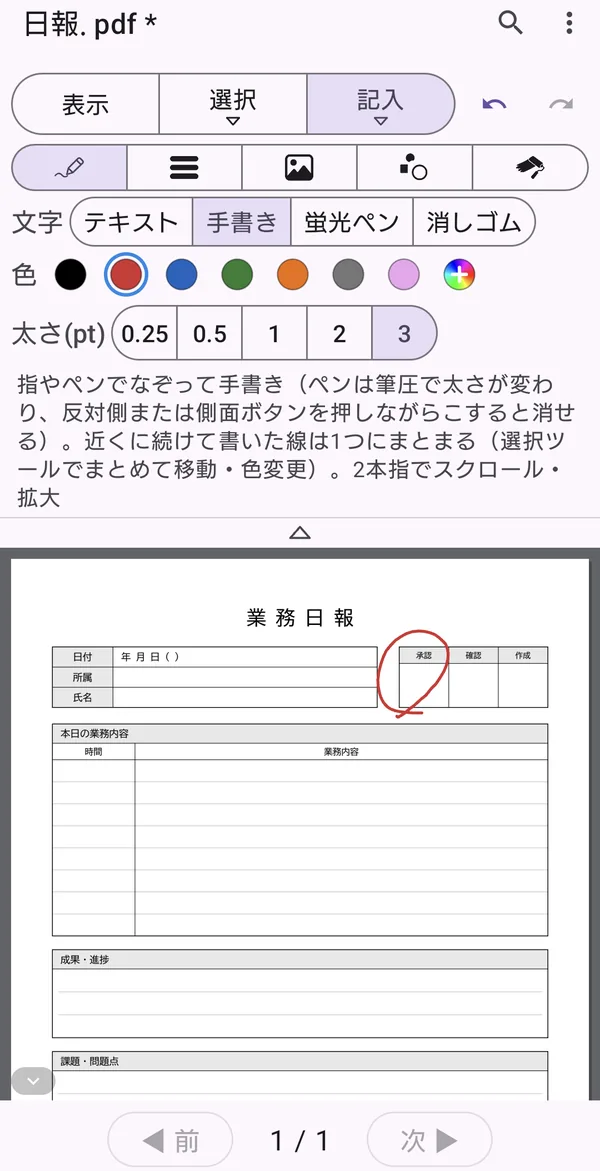 日報. pdf *
表示 選択 記入
文字 テキスト 手書き 蛍光ペン 消しゴム
色
太さ(pt) 0.25 0.5 1 2 3
指やペンでなぞって手書き（ペンは筆圧で太さが変わ
り、反対側または側面ボタンを押しながらこすると消せ
る）。近くに続けて書いた線は1つにまとまる（選択ツ
ールでまとめて移動・色変更）。2本指でスクロール・
拡大
業務日報
日付 年 月 日 ( ) 承認 確認 作成
所属
氏名
本日の業務内容
時間 業務内容
成果・進捗
課題・問題点
前 1 / 1 次